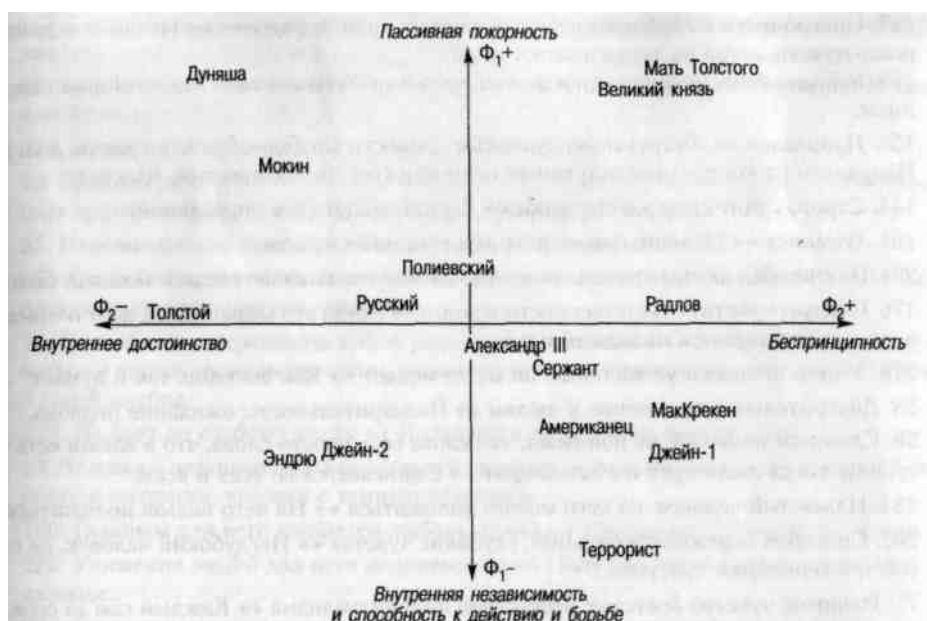 Пассивная покорность
Ф₁+
Дуняша
Мать Толстого
Великий князь
Мокин
Полиевский
Ф₂− Толстой
Русский
Радлов
Ф₂+
Внутреннее достоинство
Александр III
Беспринципность
Сержант
МакКрекен
Американец
Эндрю Джейн-2
Джейн-1
Террорист
Ф₁−
Внутренняя независимость
и способность к действию и борьбе